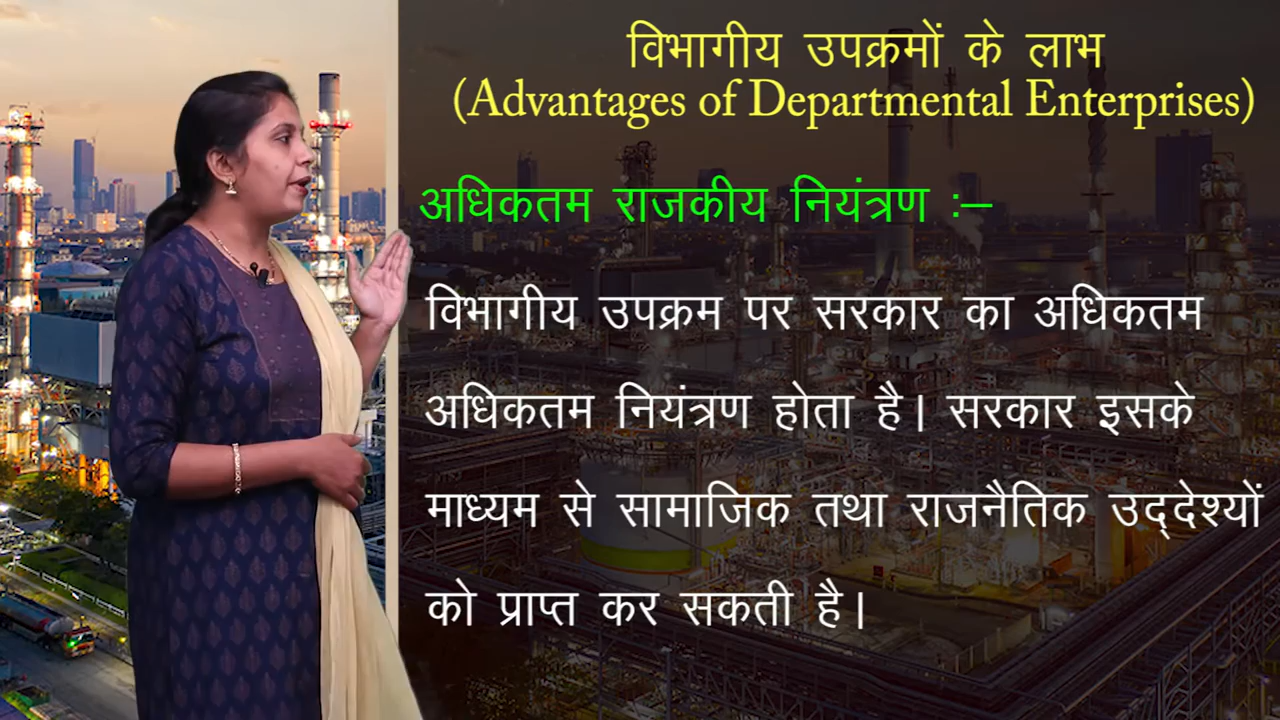 विभागीय उपक्रमों के लाभ
(Advantages of Departmental Enterprises)
अधिकतम राजकीय नियंत्रण :–
विभागीय उपक्रम पर सरकार का अधिकतम
अधिकतम नियंत्रण होता है। सरकार इसके
माध्यम से सामाजिक तथा राजनैतिक उद्‌देश्यों
को प्राप्त कर सकती है।